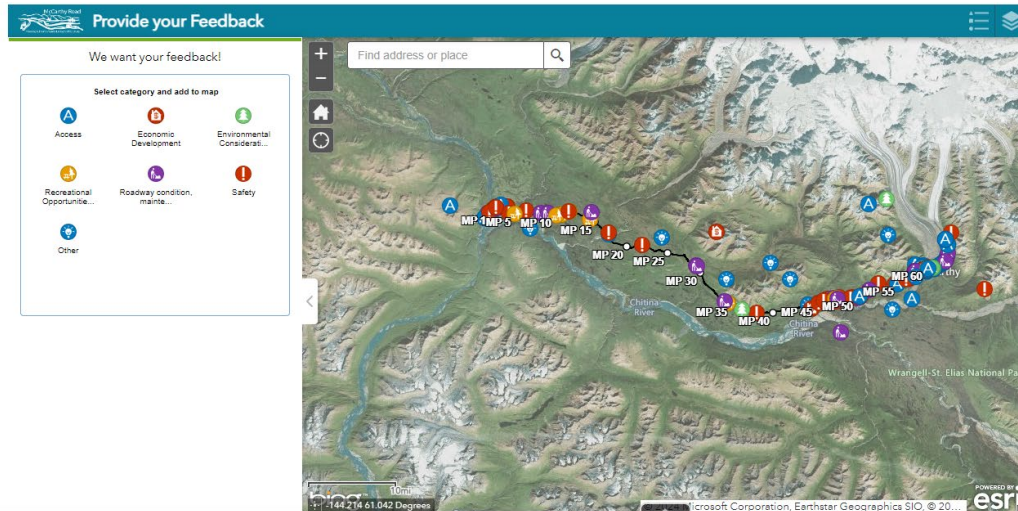 McCarthy Road
Provide your Feedback
We want your feedback!
Select category and add to map
Access
Economic
Development
Environmental
Considerati...
Recreational
Opportunitie...
Roadway condition,
mainte...
Safety
Other
+
−
Find address or place
MP 5
MP 10
MP 15
MP 20
MP 25
MP 30
MP 35
MP 40
MP 45
MP 50
MP 55
MP 60
Chitina
River
Chitina
River
Wrangell-St. Elias National Pa
10mi
-144.214 61.042 Degrees
icrosoft Corporation, Earthstar Geographics SIO, © 20...
POWERED BY
esri